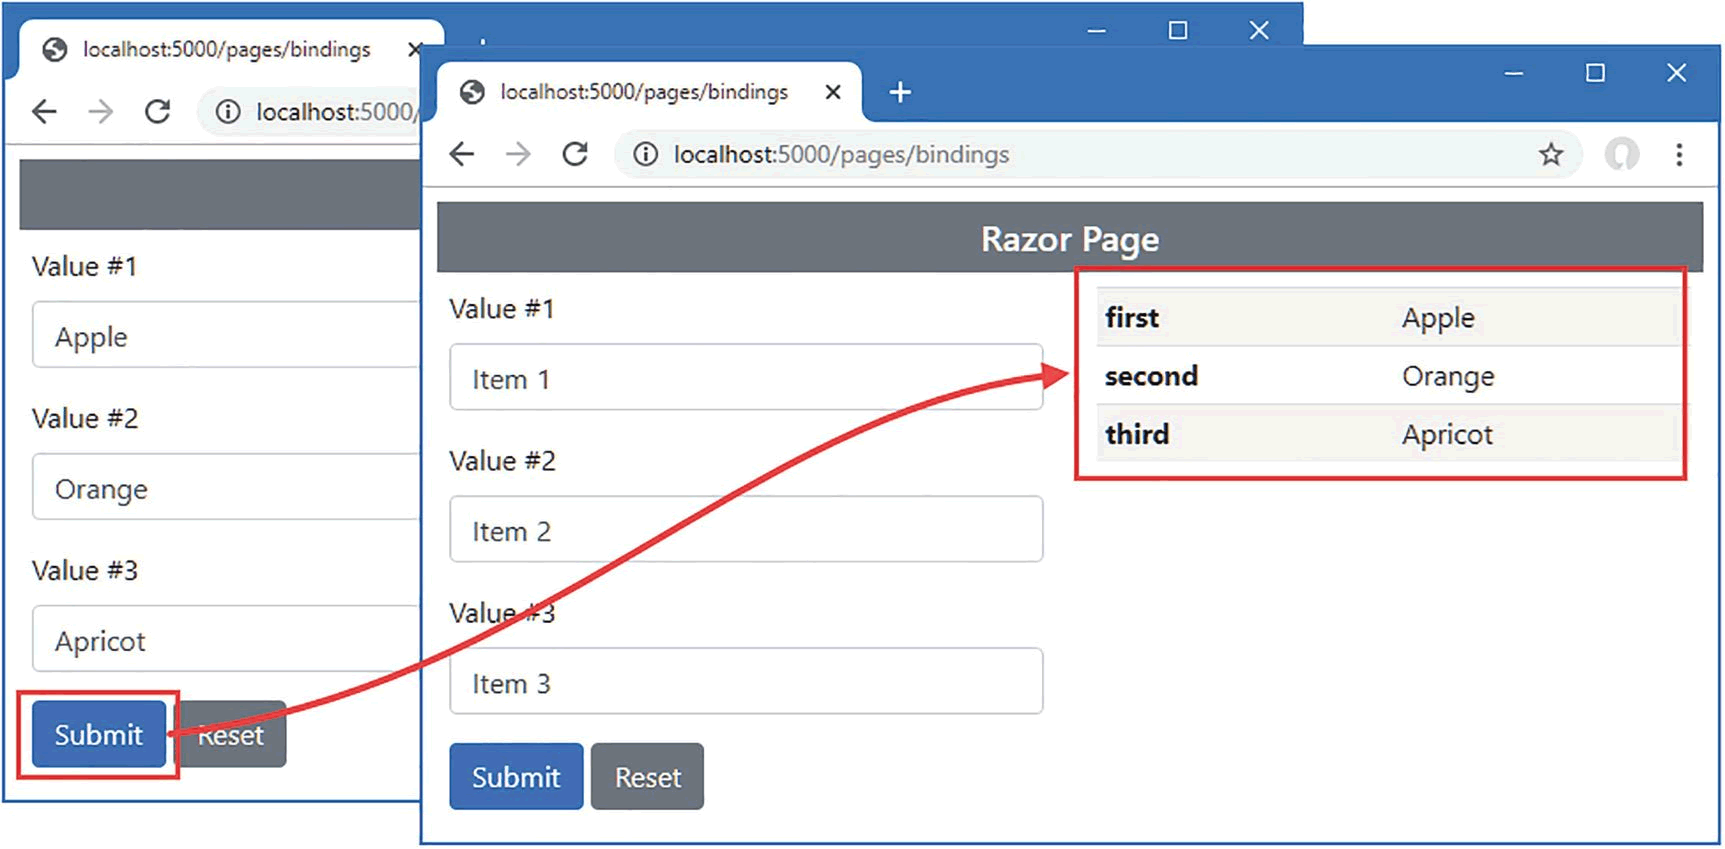 localhost:5000/pages/bindings
localhost:5000/
Value #1
Apple
Value #2
Orange
Value #3
Apricot
Submit Reset
localhost:5000/pages/bindings
localhost:5000/pages/bindings
Razor Page
Value #1
Item 1
Value #2
Item 2
Value #3
Item 3
Submit Reset
first Apple
second Orange
third Apricot